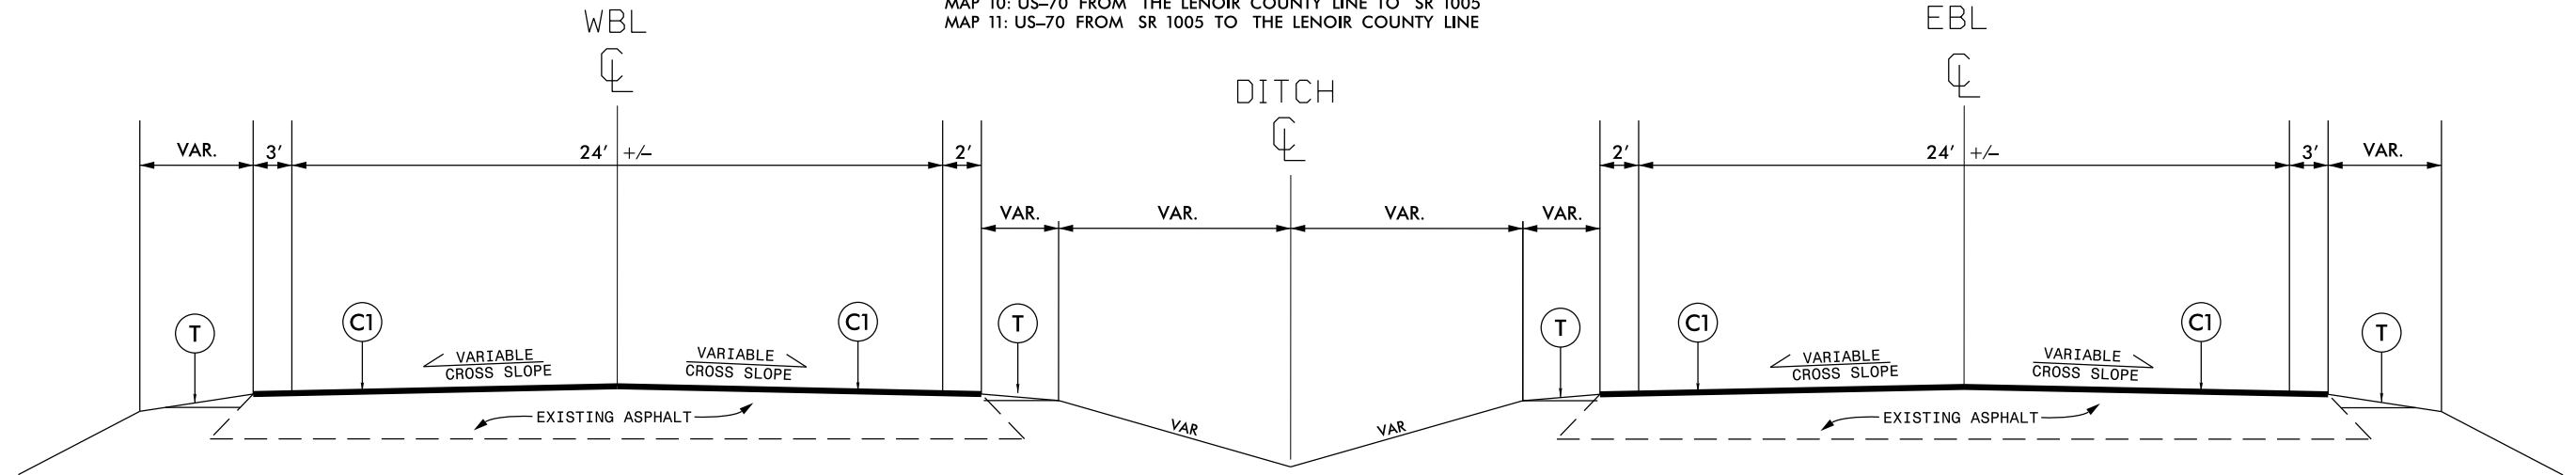 MAP 10: US-70 FROM THE LENOIR COUNTY LINE TO SR 1005
MAP 11: US-70 FROM SR 1005 TO THE LENOIR COUNTY LINE
WBL
CL
EBL
CL
DITCH
CL
VAR. 3' 24' +/- 2'
2' 24' +/- 3' VAR.
VAR. VAR. VAR. VAR.
T C1 C1 T
T C1 C1 T
VARIABLE
CROSS SLOPE
VARIABLE
CROSS SLOPE
VARIABLE
CROSS SLOPE
VARIABLE
CROSS SLOPE
EXISTING ASPHALT
VAR
VAR
EXISTING ASPHALT